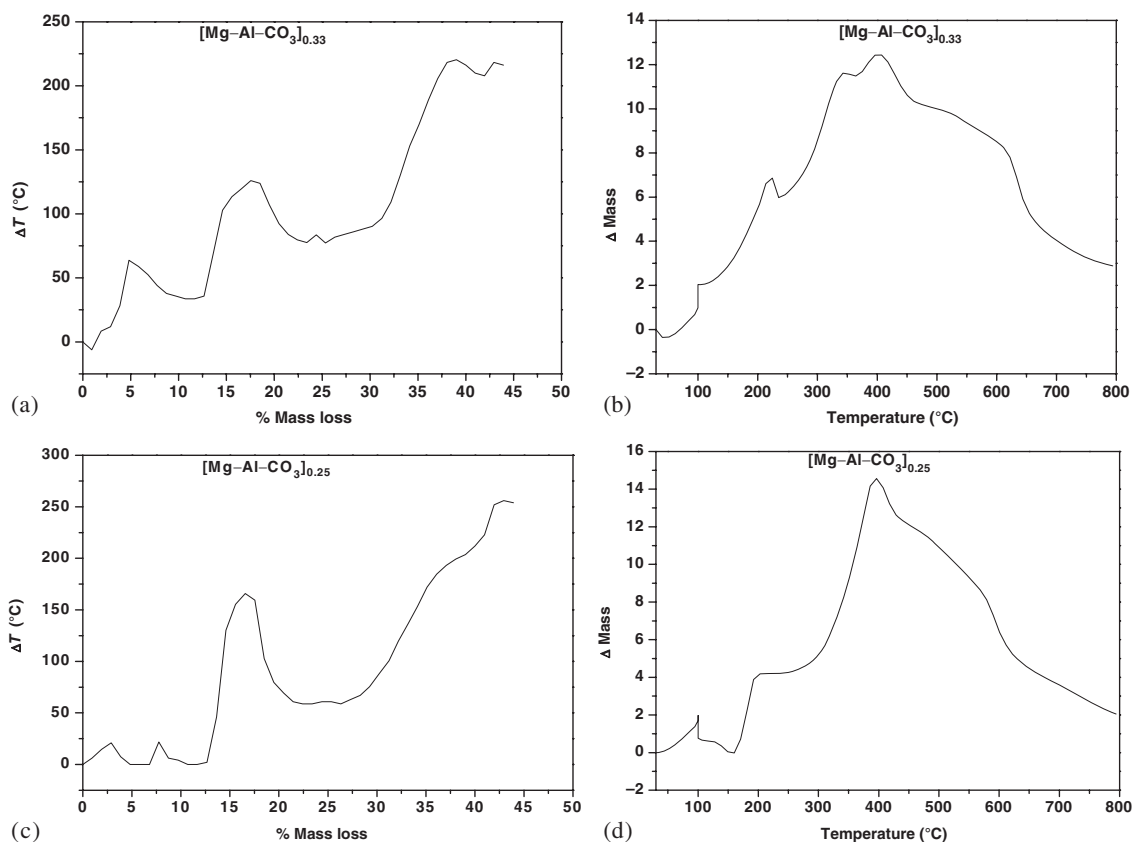 [Mg–Al–CO3]0.33
250
200
150
100
50
0
ΔT (°C)
0 5 10 15 20 25 30 35 40 45 50
% Mass loss
(a)
[Mg–Al–CO3]0.33
14
12
10
8
6
4
2
0
–2
Δ Mass
100 200 300 400 500 600 700 800
Temperature (°C)
(b)
[Mg–Al–CO3]0.25
300
250
200
150
100
50
0
ΔT (°C)
0 5 10 15 20 25 30 35 40 45 50
% Mass loss
(c)
[Mg–Al–CO3]0.25
16
14
12
10
8
6
4
2
0
–2
Δ Mass
100 200 300 400 500 600 700 800
Temperature (°C)
(d)